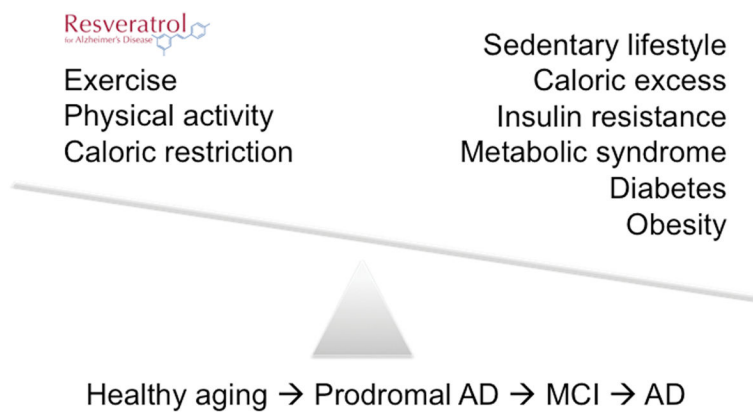 Resveratrol
for Alzheimer's Disease
Exercise
Physical activity
Caloric restriction
Sedentary lifestyle
Caloric excess
Insulin resistance
Metabolic syndrome
Diabetes
Obesity
Healthy aging → Prodromal AD → MCI → AD